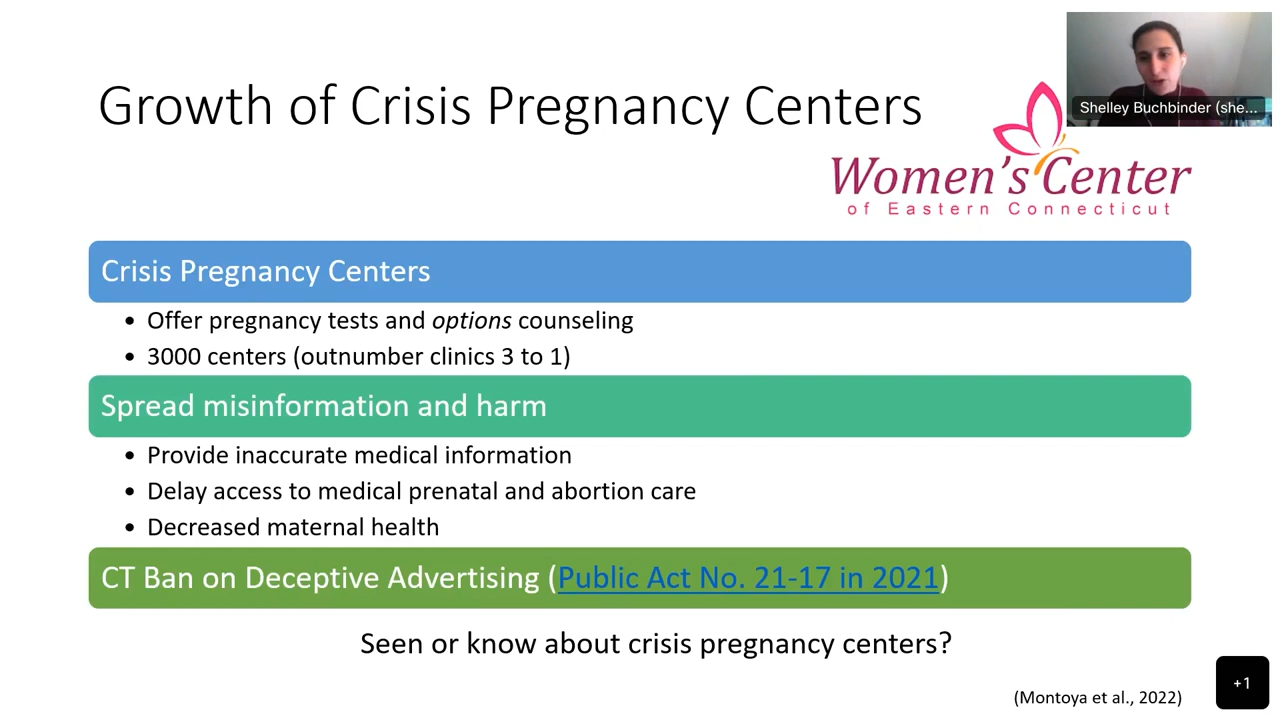 Growth of Crisis Pregnancy Centers
Shelley Buchbinder (she...
Women's Center
of Eastern Connecticut
Crisis Pregnancy Centers
• Offer pregnancy tests and options counseling
• 3000 centers (outnumber clinics 3 to 1)
Spread misinformation and harm
• Provide inaccurate medical information
• Delay access to medical prenatal and abortion care
• Decreased maternal health
CT Ban on Deceptive Advertising (Public Act No. 21-17 in 2021)
Seen or know about crisis pregnancy centers?
(Montoya et al., 2022)
+1